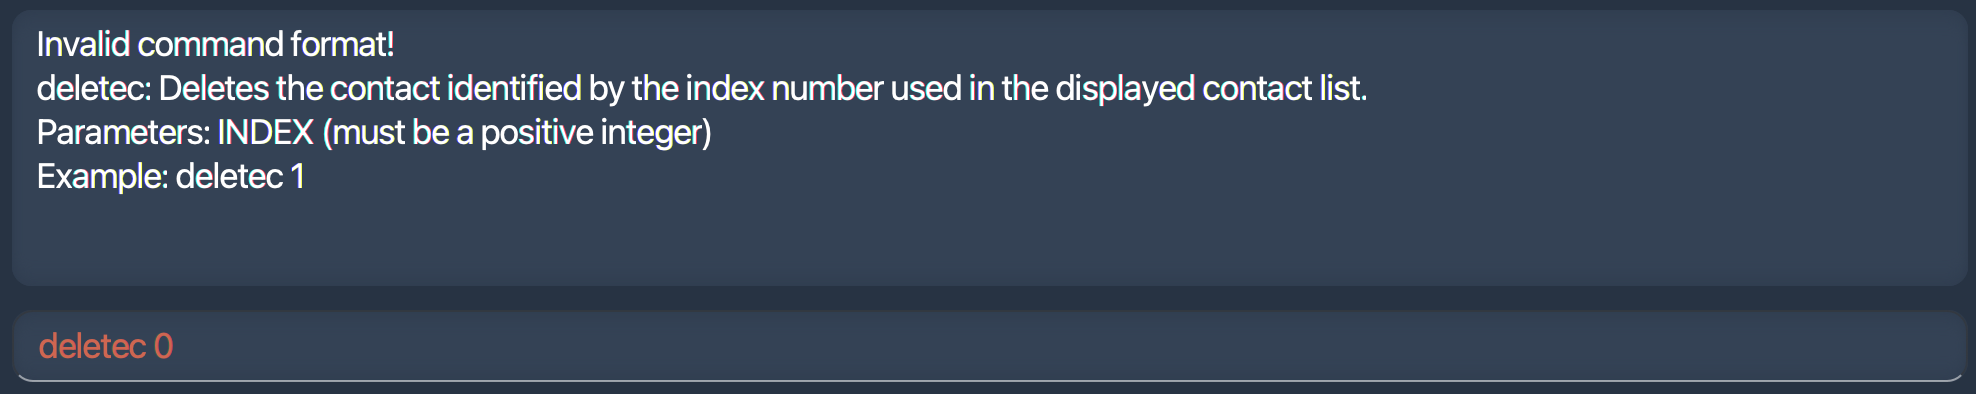 Invalid command format!
deletec: Deletes the contact identified by the index number used in the displayed contact list.
Parameters: INDEX (must be a positive integer)
Example: deletec 1
deletec 0